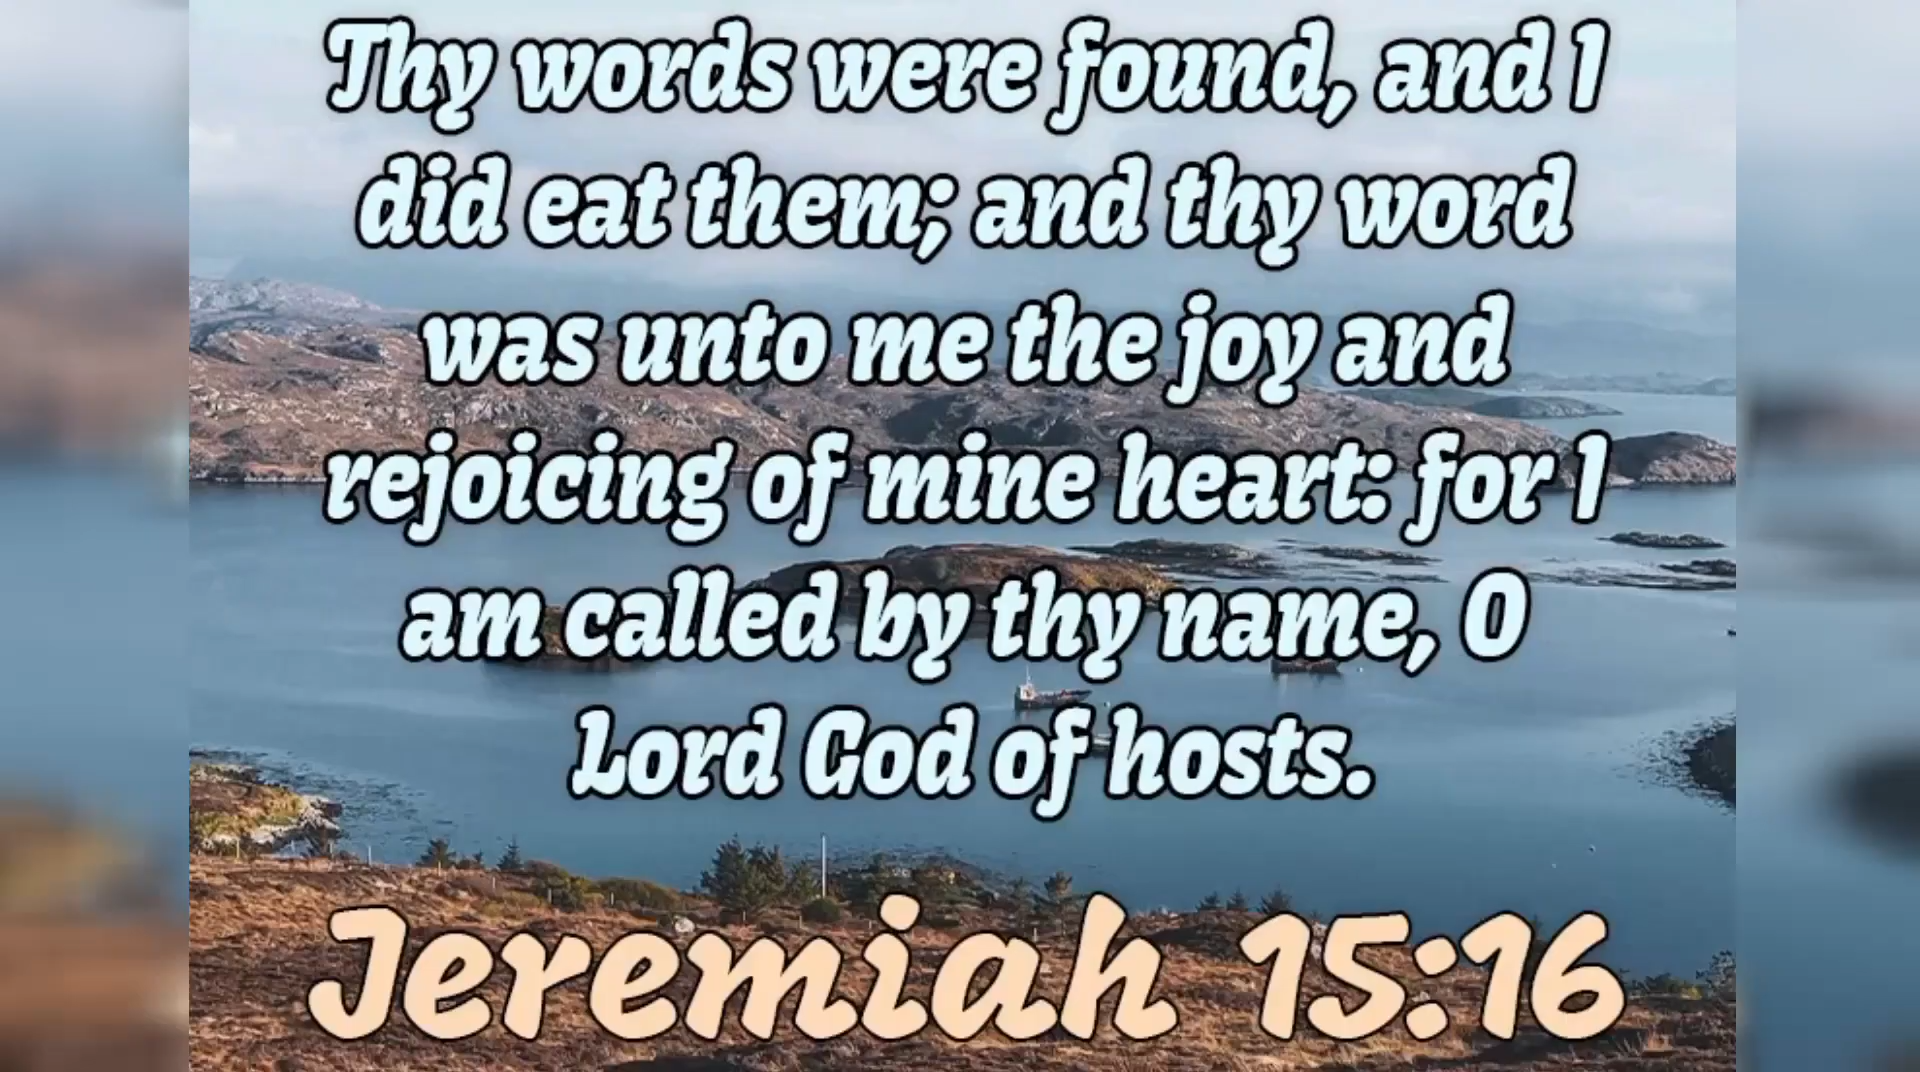 Thy words were found, and I
did eat them; and thy word
was unto me the joy and
rejoicing of mine heart: for I
am called by thy name, O
Lord God of hosts.
Jeremiah 15:16